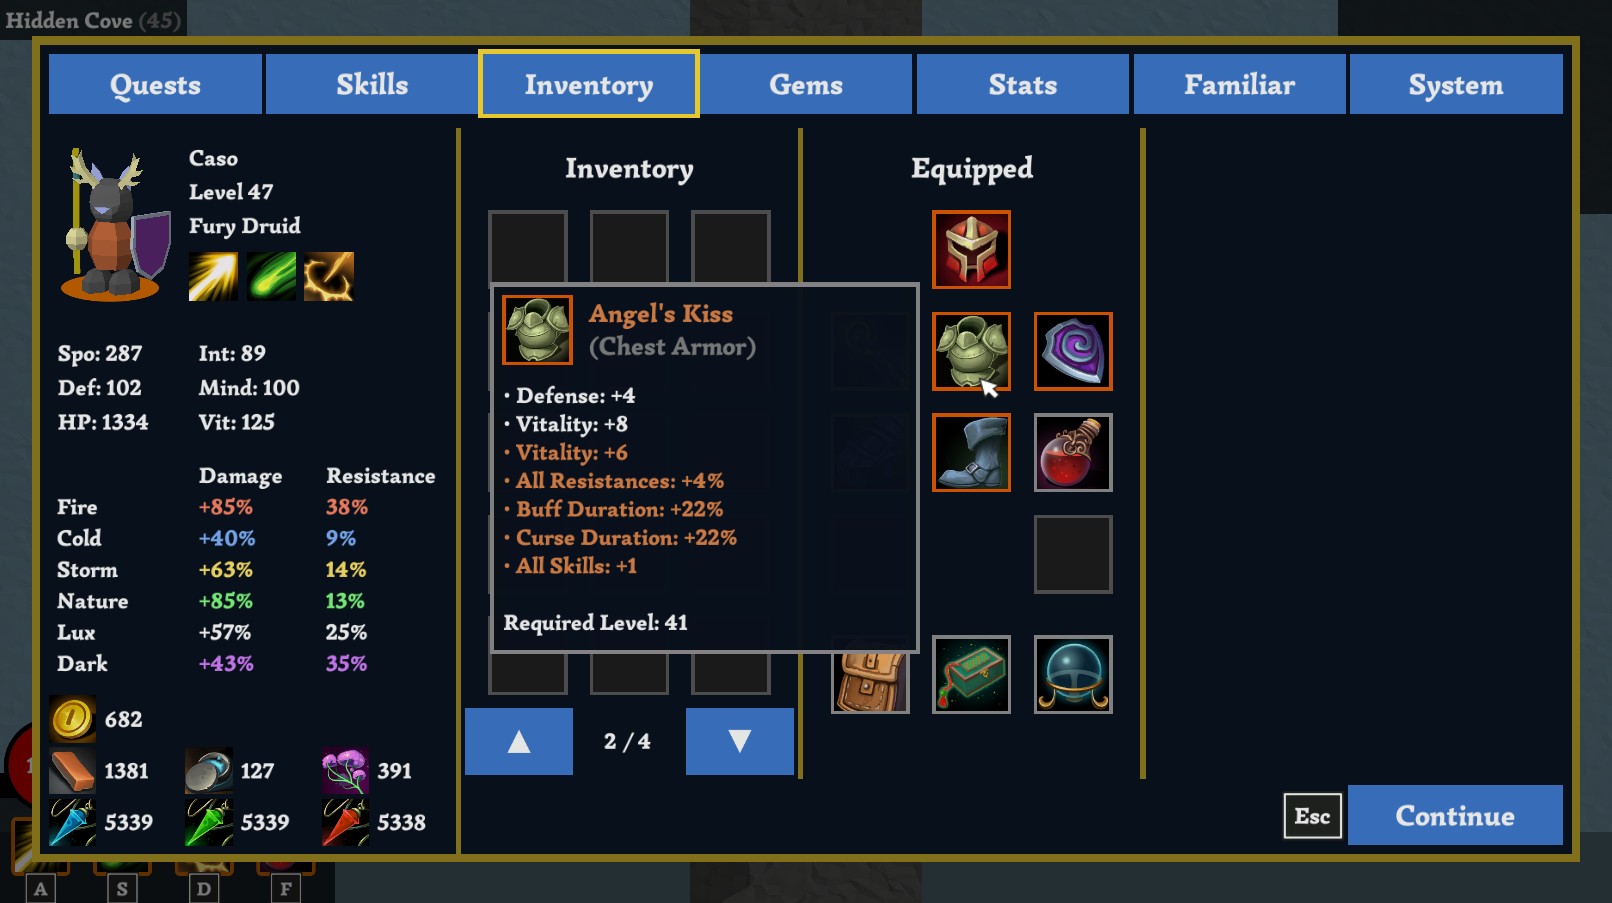 Hidden Cove (45)
Quests
Skills
Inventory
Gems
Stats
Familiar
System
Caso
Level 47
Fury Druid
Spo: 287
Int: 89
Def: 102
Mind: 100
HP: 1334
Vit: 125
Damage
Resistance
Fire +85% 38%
Cold +40% 9%
Storm +63% 14%
Nature +85% 13%
Lux +57% 25%
Dark +43% 35%
682
1381
127
391
5339
5339
5338
Inventory
Angel's Kiss
(Chest Armor)
· Defense: +4
· Vitality: +8
· Vitality: +6
· All Resistances: +4%
· Buff Duration: +22%
· Curse Duration: +22%
· All Skills: +1
Required Level: 41
▲
2 / 4
▼
Equipped
Esc
Continue
A
S
D
F